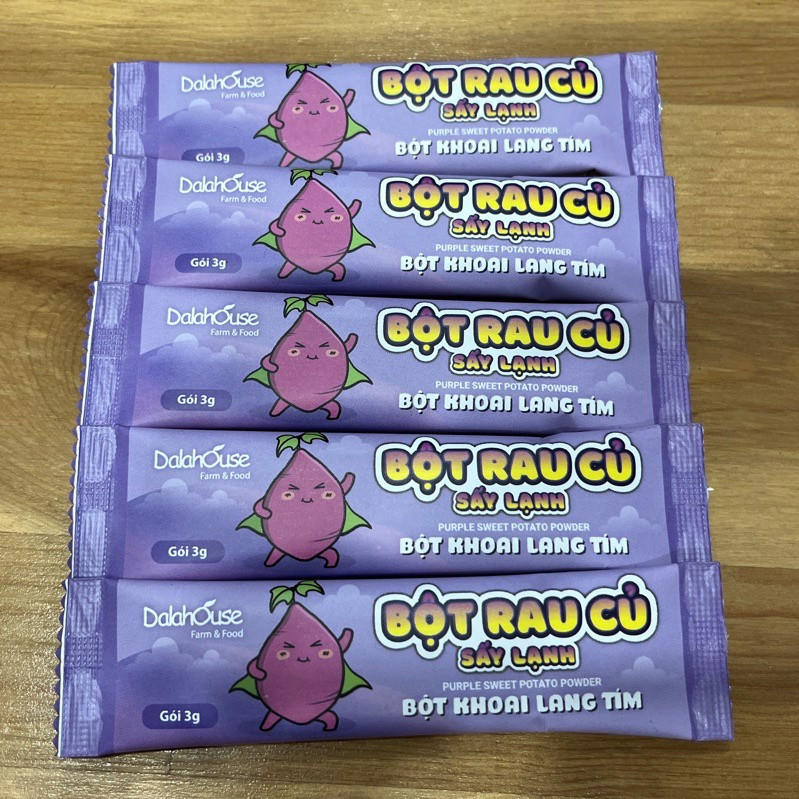 Dalahouse
Farm & Food
Gói 3g
BỘT RAU CỦ
SẤY LẠNH
PURPLE SWEET POTATO POWDER
BỘT KHOAI LANG TÍM
Dalahouse
Farm & Food
Gói 3g
BỘT RAU CỦ
SẤY LẠNH
PURPLE SWEET POTATO POWDER
BỘT KHOAI LANG TÍM
Dalahouse
Farm & Food
Gói 3g
BỘT RAU CỦ
SẤY LẠNH
PURPLE SWEET POTATO POWDER
BỘT KHOAI LANG TÍM
Dalahouse
Farm & Food
Gói 3g
BỘT RAU CỦ
SẤY LẠNH
PURPLE SWEET POTATO POWDER
BỘT KHOAI LANG TÍM
Dalahouse
Farm & Food
Gói 3g
BỘT RAU CỦ
SẤY LẠNH
PURPLE SWEET POTATO POWDER
BỘT KHOAI LANG TÍM